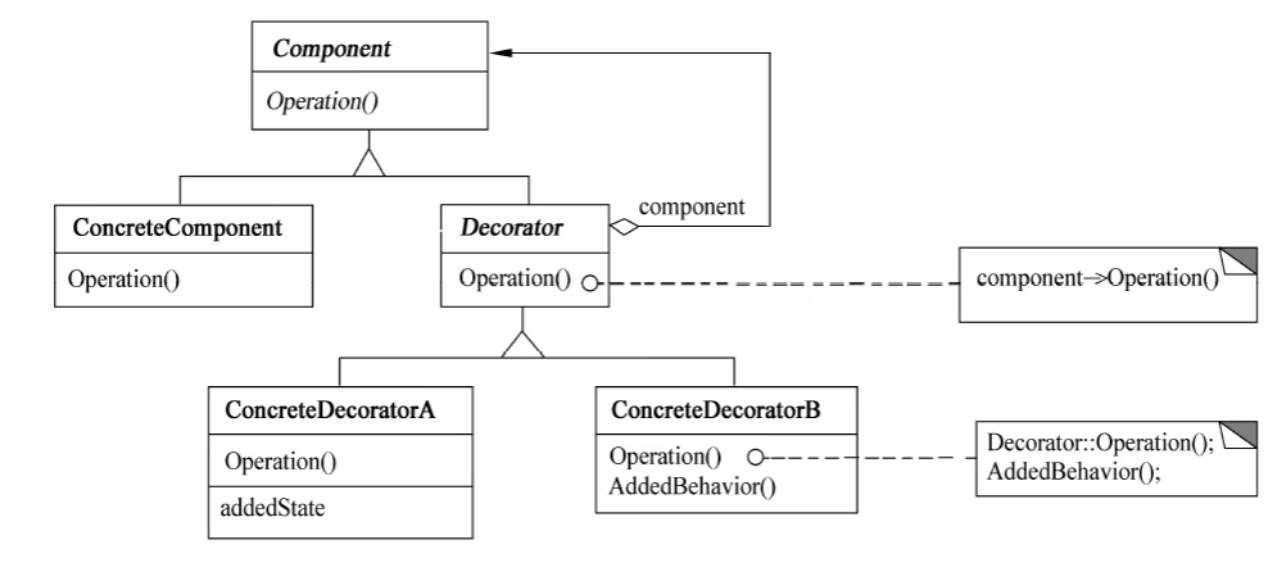 Component
Operation()
ConcreteComponent
Operation()
Decorator
Operation()
component
component->Operation()
ConcreteDecoratorA
Operation()
addedState
ConcreteDecoratorB
Operation()
AddedBehavior()
Decorator::Operation();
AddedBehavior();